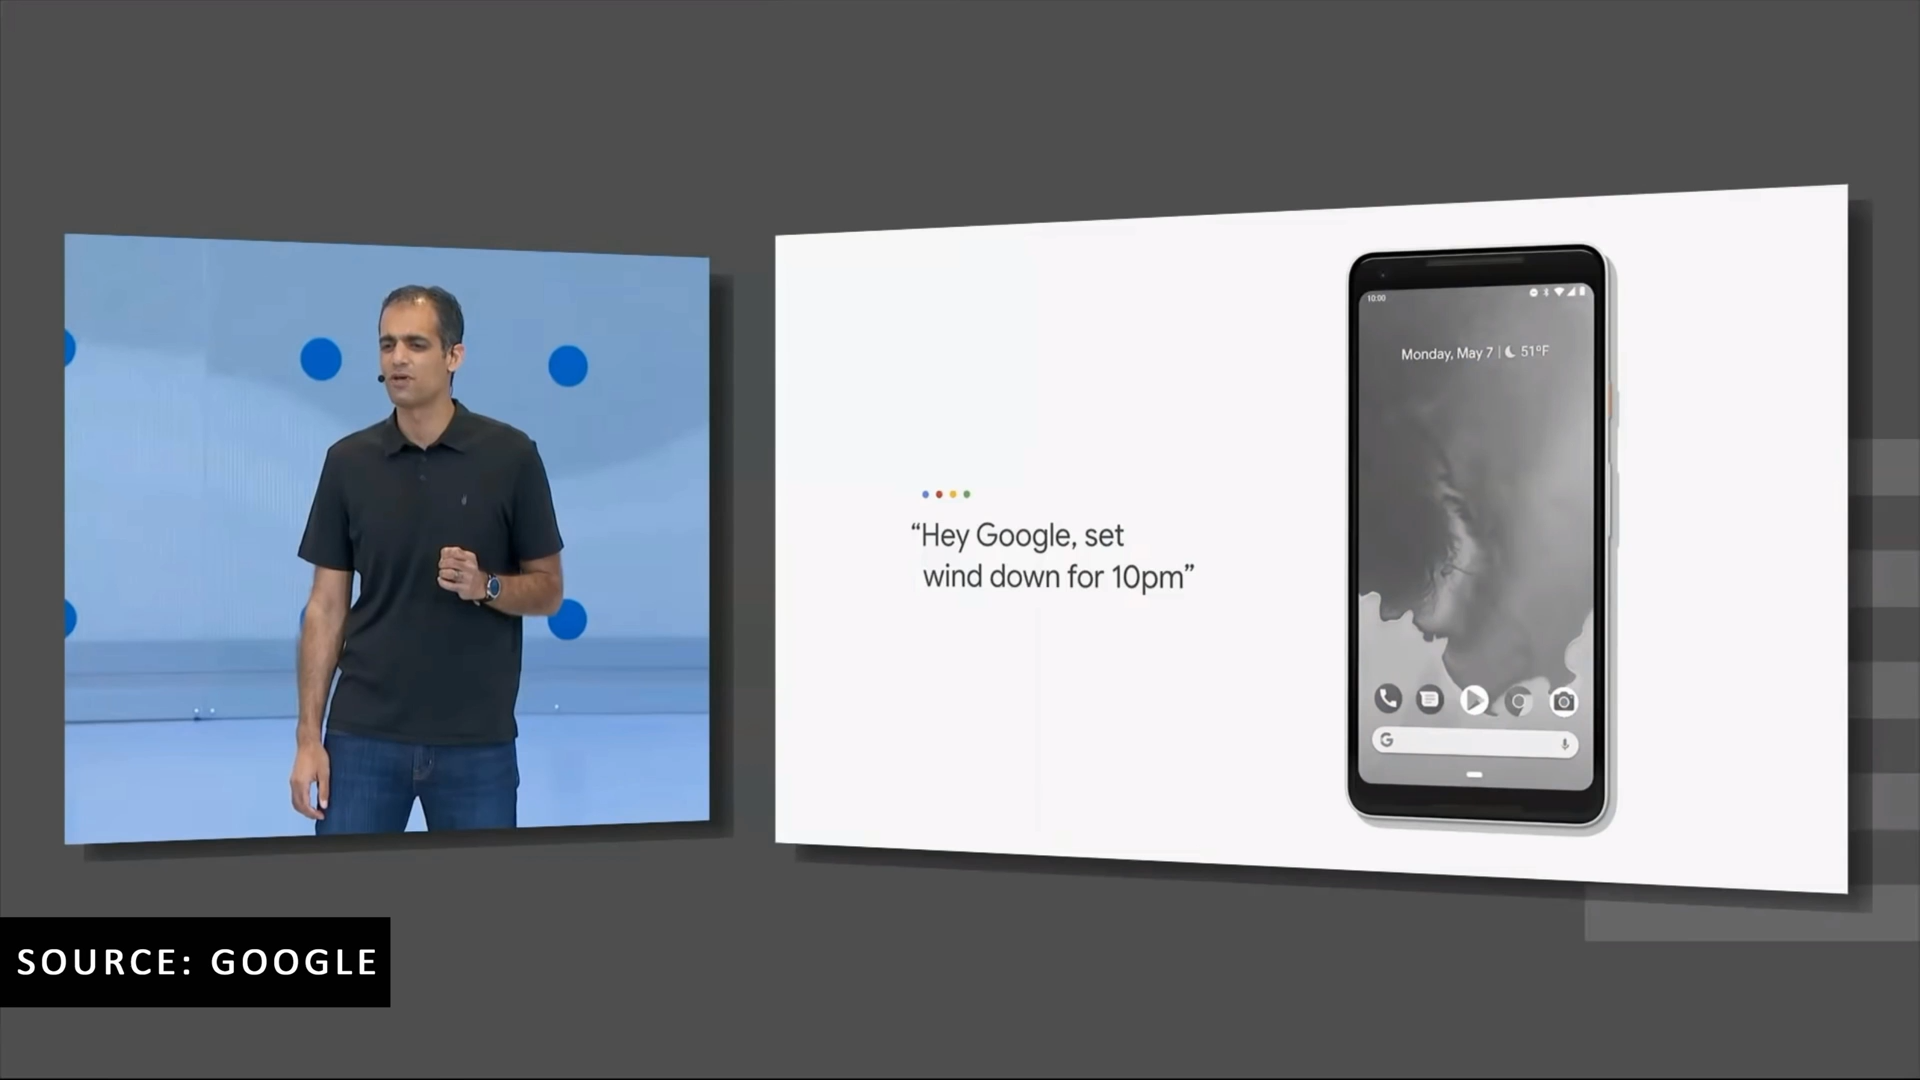 10:00
Monday, May 7 | 51°F
“Hey Google, set
wind down for 10pm”
G
SOURCE: GOOGLE